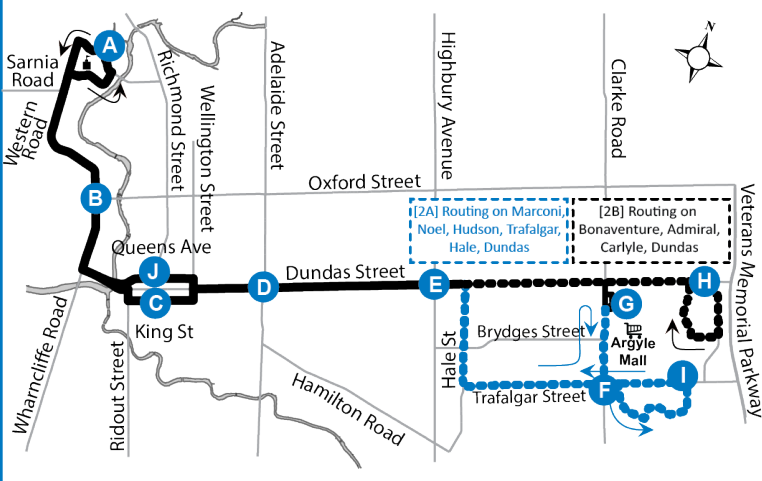 N
A
Sarnia
Road
Western
Road
Richmond Street
Wellington Street
Adelaide Street
Highbury Avenue
Clarke Road
Oxford Street
Veterans Memorial Parkway
B
[2A] Routing on Marconi,
Noel, Hudson, Trafalgar,
Hale, Dundas
[2B] Routing on
Bonaventure, Admiral,
Carlyle, Dundas
Queens Ave
J
C
King St
D
Dundas Street
E
H
G
Brydges Street
Argyle
Mall
Hale St
Trafalgar Street
F
I
Wharncliffe Road
Ridout Street
Hamilton Road